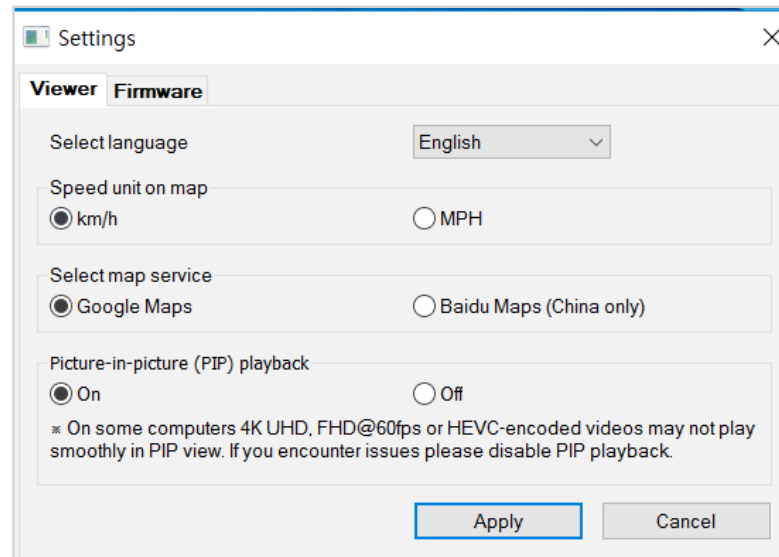 Settings
Viewer Firmware
Select language English
Speed unit on map
km/h MPH
Select map service
Google Maps Baidu Maps (China only)
Picture-in-picture (PIP) playback
On Off
※ On some computers 4K UHD, FHD@60fps or HEVC-encoded videos may not play
smoothly in PIP view. If you encounter issues please disable PIP playback.
Apply Cancel